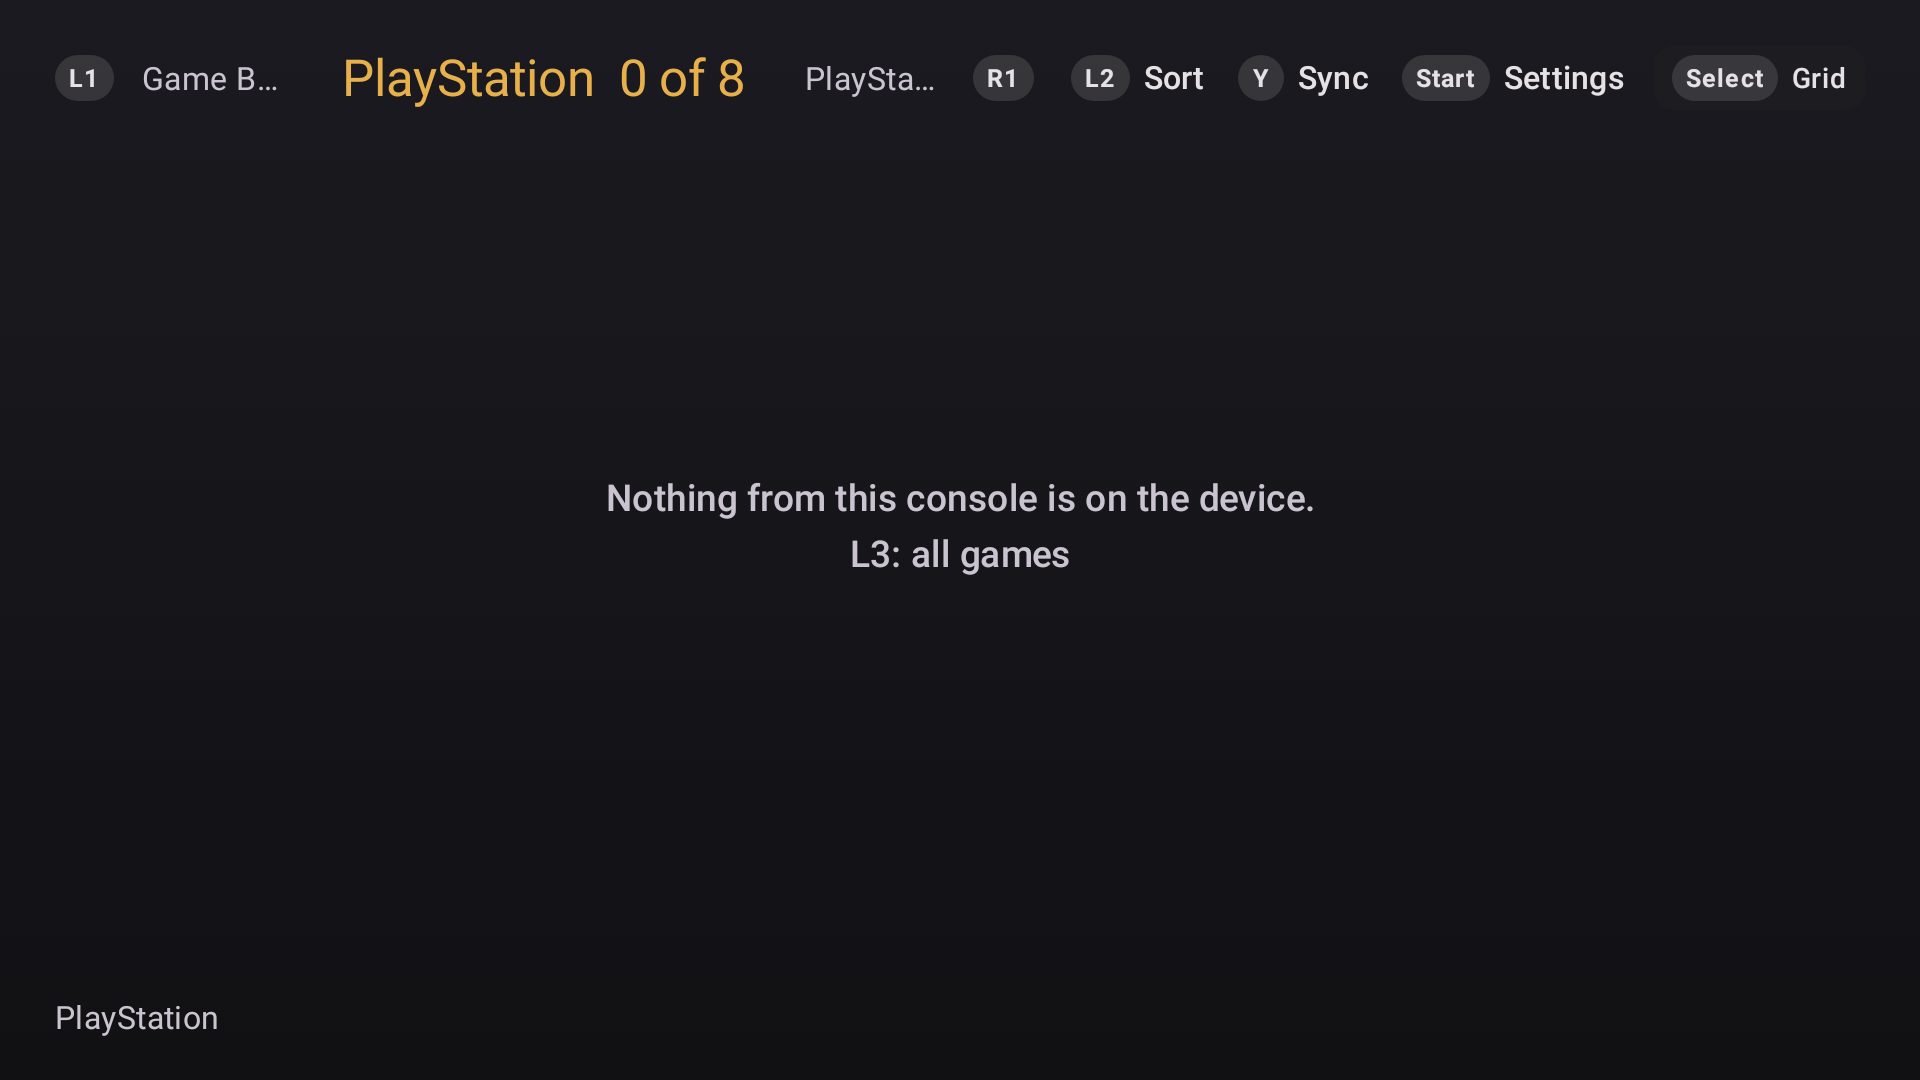 L1 Game B... PlayStation 0 of 8 PlaySta... R1 L2 Sort Y Sync Start Settings Select Grid
Nothing from this console is on the device.
L3: all games
PlayStation